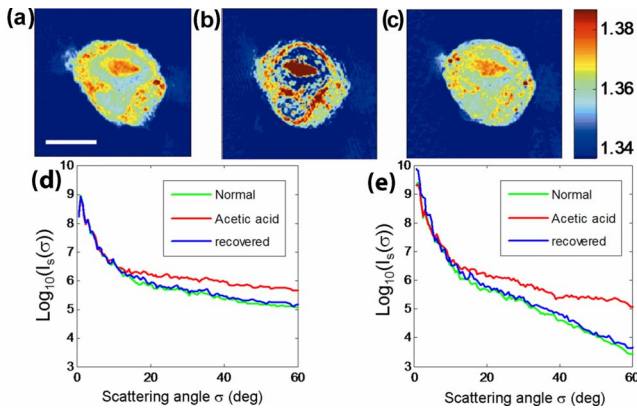 (a)
(b)
(c)
1.38
1.36
1.34
(d)
10
9
8
7
6
5
4
3
Log10(Is(σ))
Normal
Acetic acid
recovered
0
20
40
60
Scattering angle σ (deg)
(e)
10
9
8
7
6
5
4
3
Log10(Is(σ))
Normal
Acetic acid
recovered
0
20
40
60
Scattering angle σ (deg)